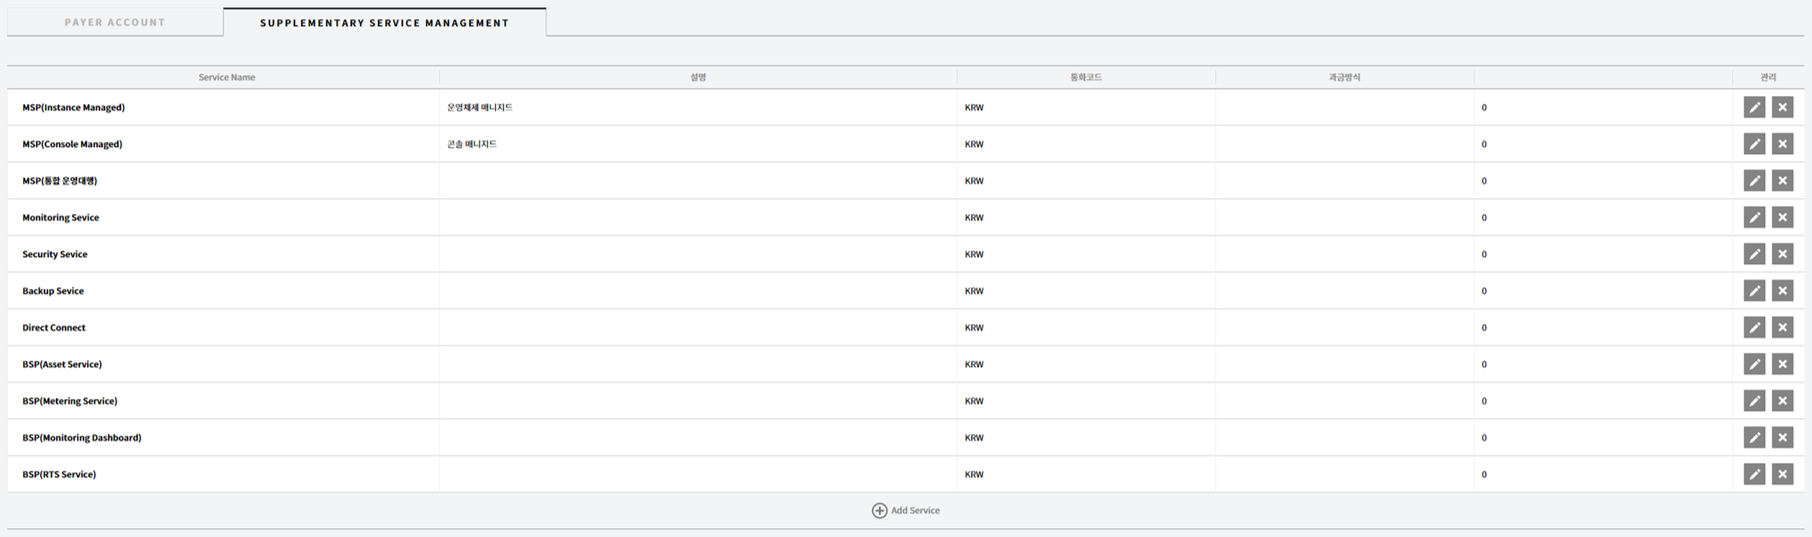 PAYER ACCOUNT SUPPLEMENTARY SERVICE MANAGEMENT
Service Name 설명 통화코드 과금방식 관리
MSP(Instance Managed) 운영체제 매니지드 KRW 0
MSP(Console Managed) 콘솔 매니지드 KRW 0
MSP(통합 운영대행) KRW 0
Monitoring Sevice KRW 0
Security Sevice KRW 0
Backup Sevice KRW 0
Direct Connect KRW 0
BSP(Asset Service) KRW 0
BSP(Metering Service) KRW 0
BSP(Monitoring Dashboard) KRW 0
BSP(RTS Service) KRW 0
Add Service